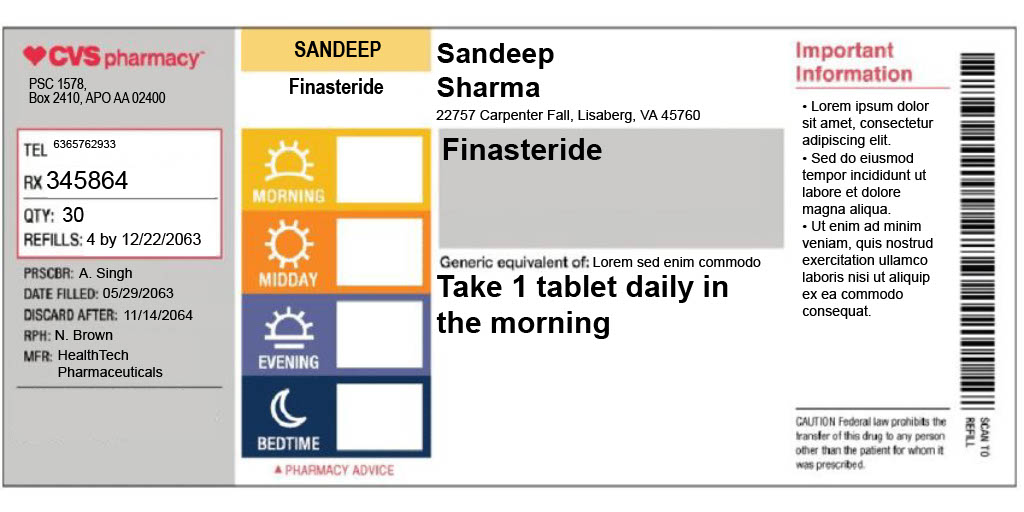 CVS pharmacy
PSC 1578,
Box 2410, APO AA 02400
TEL 6365762933
RX 345864
QTY: 30
REFILLS: 4 by 12/22/2063
PRSCBR: A. Singh
DATE FILLED: 05/29/2063
DISCARD AFTER: 11/14/2064
RPH: N. Brown
MFR: HealthTech
Pharmaceuticals
SANDEEP
Finasteride
MORNING
MIDDAY
EVENING
BEDTIME
▲ PHARMACY ADVICE
Sandeep
Sharma
22757 Carpenter Fall, Lisaberg, VA 45760
Finasteride
Generic equivalent of: Lorem sed enim commodo
Take 1 tablet daily in
the morning
Important
Information
• Lorem ipsum dolor
sit amet, consectetur
adipiscing elit.
• Sed do eiusmod
tempor incididunt ut
labore et dolore
magna aliqua.
• Ut enim ad minim
veniam, quis nostrud
exercitation ullamco
laboris nisi ut aliquip
ex ea commodo
consequat.
CAUTION Federal law prohibits the
transfer of this drug to any person
other than the patient for whom it
was prescribed.
SCAN TO
REFILL